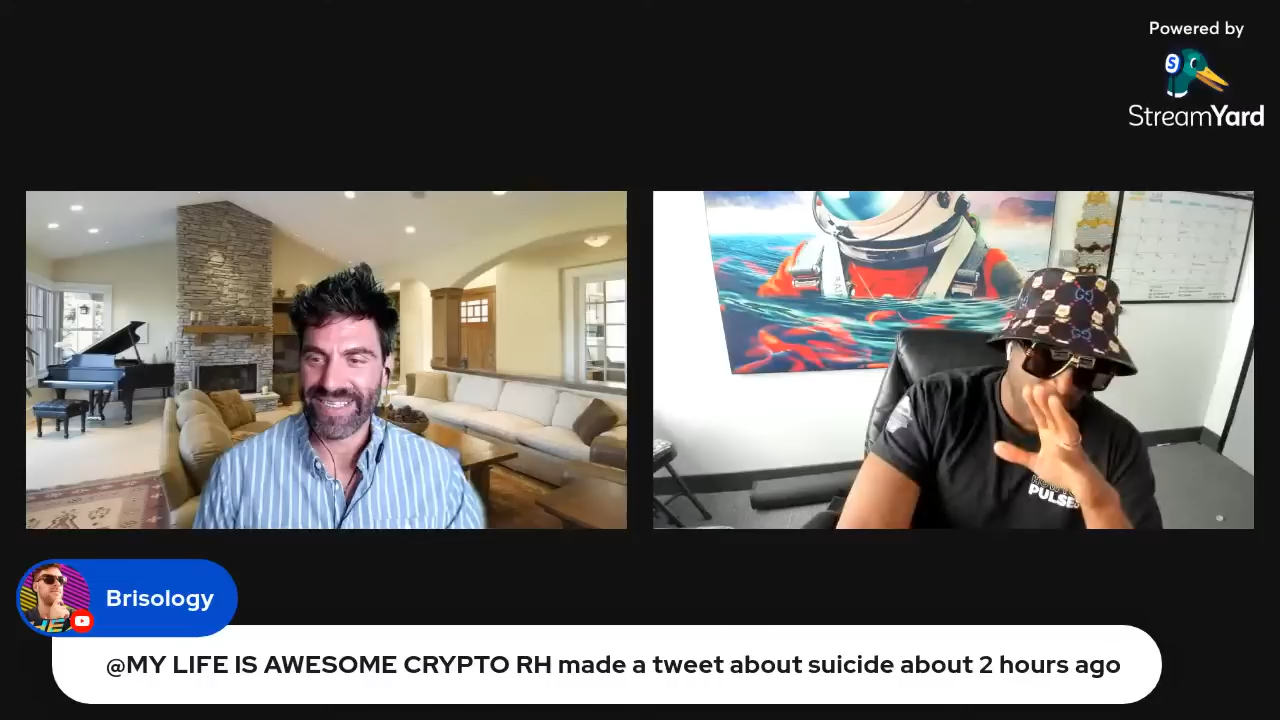 Powered by
StreamYard
PULSE
Brisology
@MY LIFE IS AWESOME CRYPTO RH made a tweet about suicide about 2 hours ago